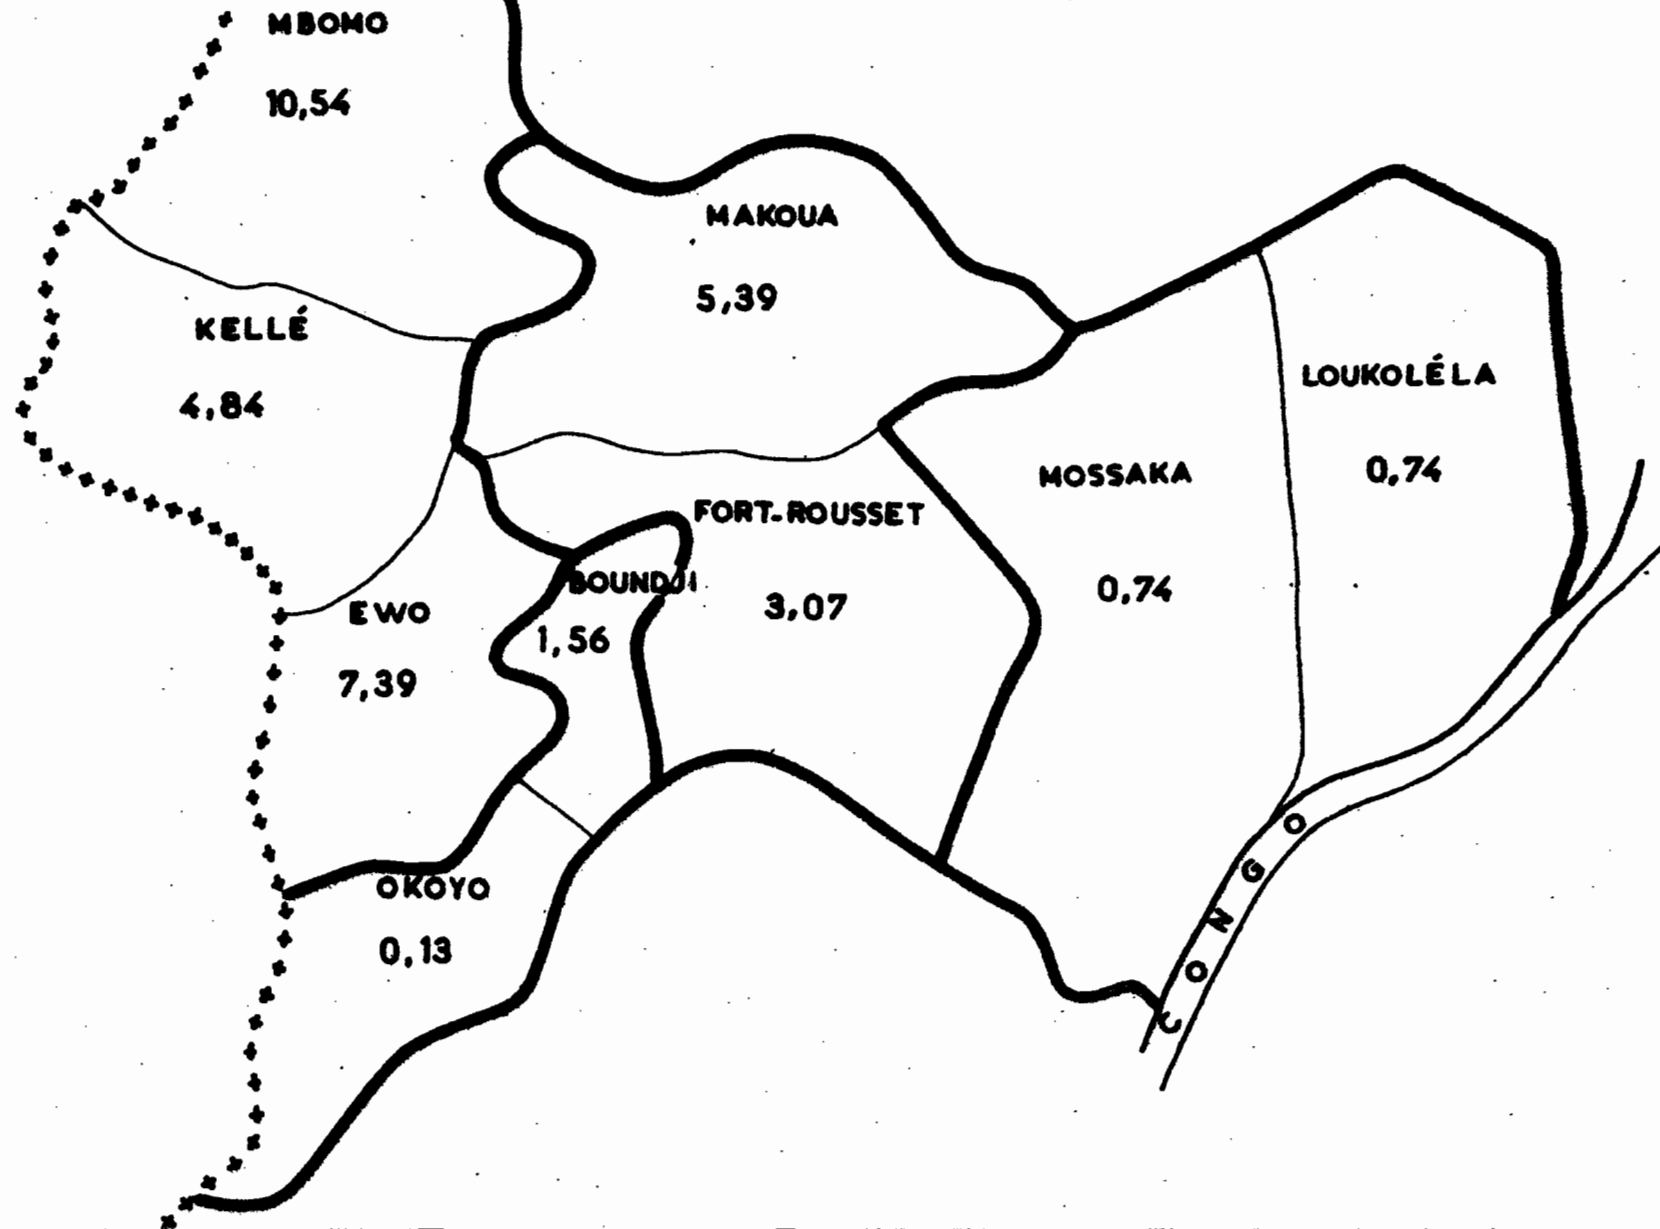 MBOMO
10,54
MAKOUA
5,39
KELLÉ
4,84
LOUKOLÉLA
0,74
MOSSAKA
0,74
FORT-ROUSSET
3,07
BOUNDJI
1,56
EWO
7,39
OKOYO
0,13
CONGO